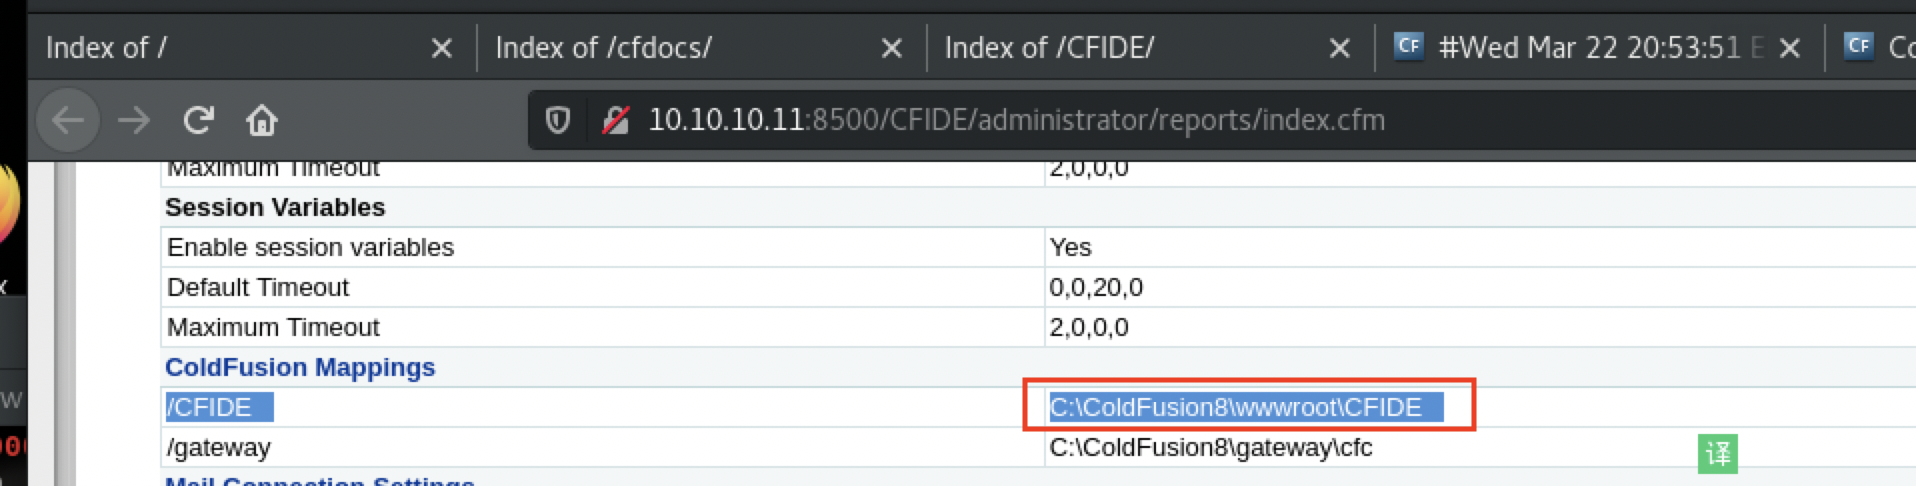 Index of /
Index of /cfdocs/
Index of /CFIDE/
CF #Wed Mar 22 20:53:51 E
CF Co
10.10.10.11:8500/CFIDE/administrator/reports/index.cfm
Maximum Timeout 2,0,0,0
Session Variables
Enable session variables Yes
Default Timeout 0,0,20,0
Maximum Timeout 2,0,0,0
ColdFusion Mappings
/CFIDE C:\ColdFusion8\wwwroot\CFIDE
/gateway C:\ColdFusion8\gateway\cfc
译
Mail Connection Settings